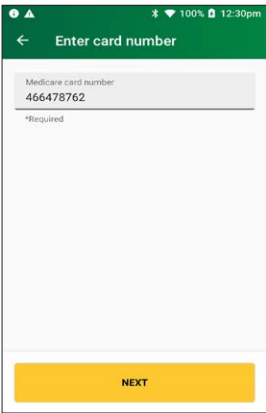 100% 12:30pm
Enter card number
Medicare card number
466478762
*Required
NEXT